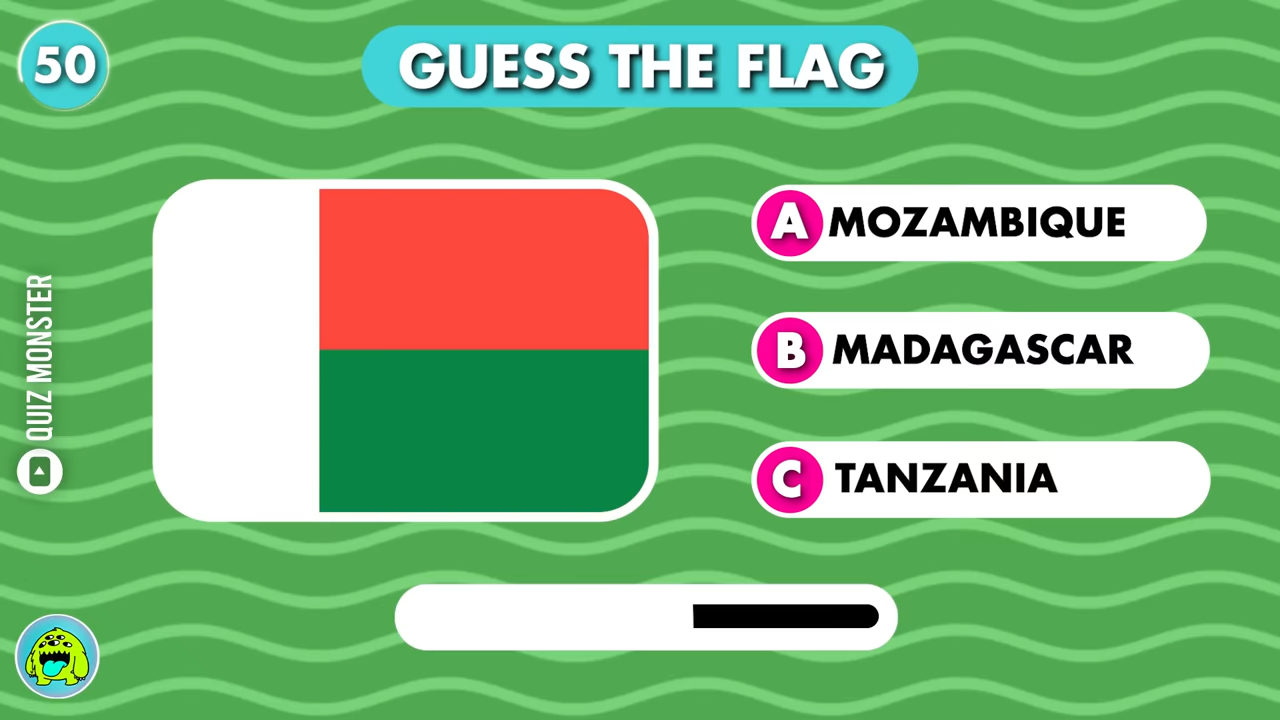 50
GUESS THE FLAG
A MOZAMBIQUE
B MADAGASCAR
C TANZANIA
QUIZ MONSTER